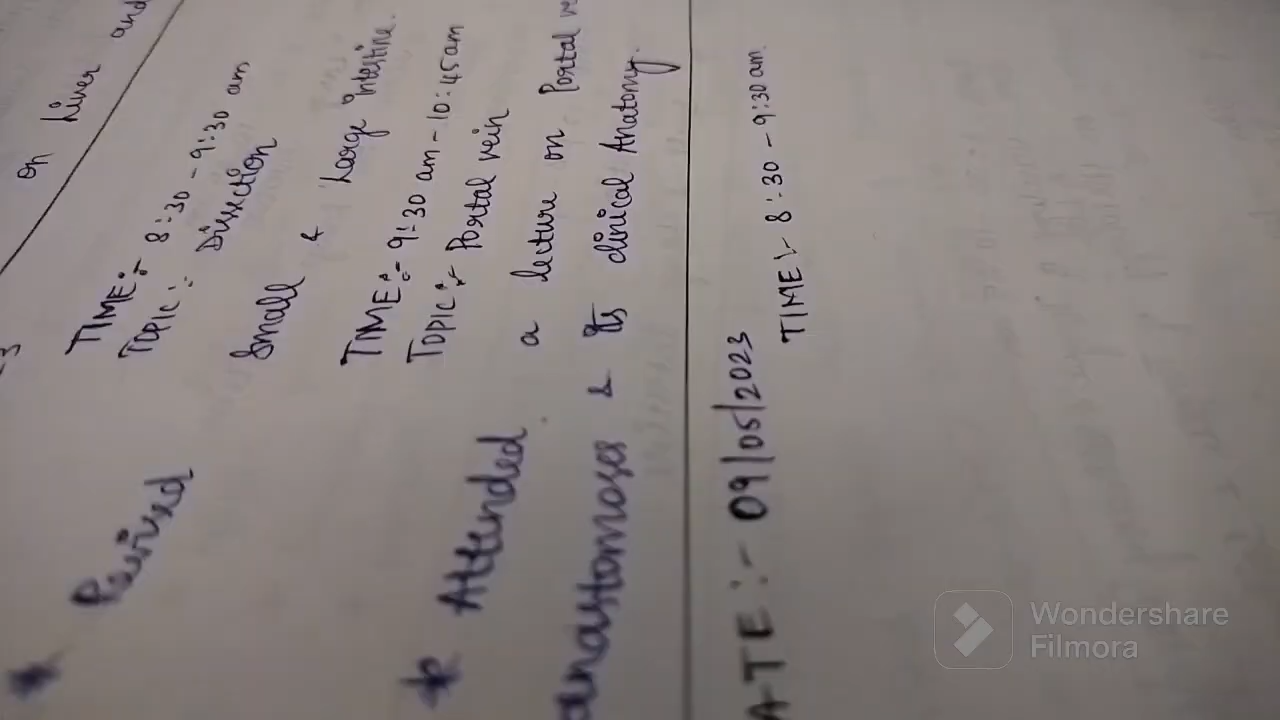 on Liver and
TIME:- 8:30 - 9:30 am
TOPIC:- Dissection
* Revised Small & Large Intestine.
TIME:- 9:30 am - 10:45 am
TOPIC:- Portal vein
* Attended a lecture on Portal
anastomoses & its clinical Anatomy.
ATE:- 09/05/2023
TIME:- 8:30 - 9:30 am
Wondershare
Filmora